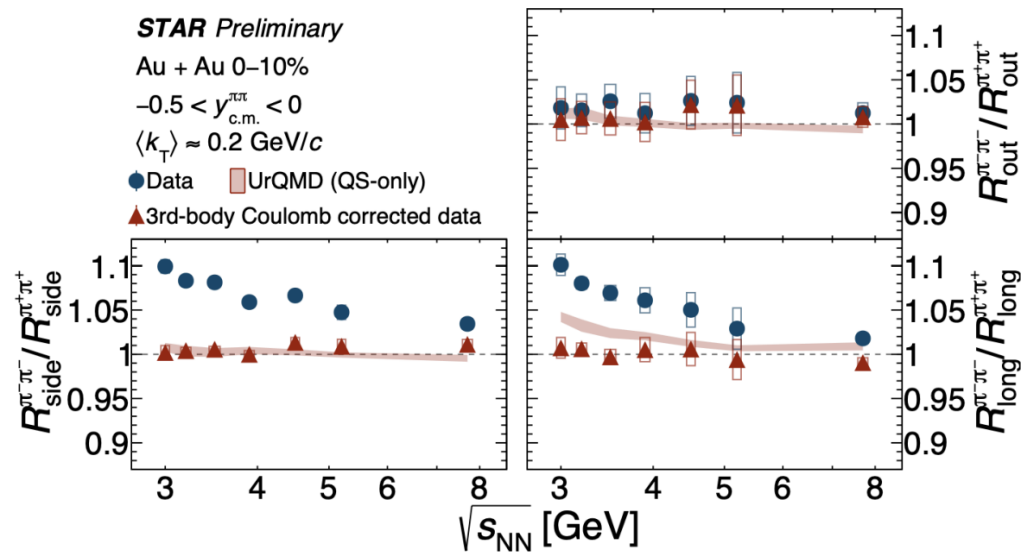 STAR Preliminary
Au + Au 0–10%
−0.5 < y^ππ_c.m. < 0
⟨k_T⟩ ≈ 0.2 GeV/c
Data
UrQMD (QS-only)
3rd-body Coulomb corrected data
1.1
1.05
1
0.95
0.9
R_out^π⁻π⁻/R_out^π⁺π⁺
R_side^π⁻π⁻/R_side^π⁺π⁺
1.1
1.05
1
0.95
0.9
1.1
1.05
1
0.95
0.9
R_long^π⁻π⁻/R_long^π⁺π⁺
3 4 5 6 8
3 4 5 6 8
√s_NN [GeV]